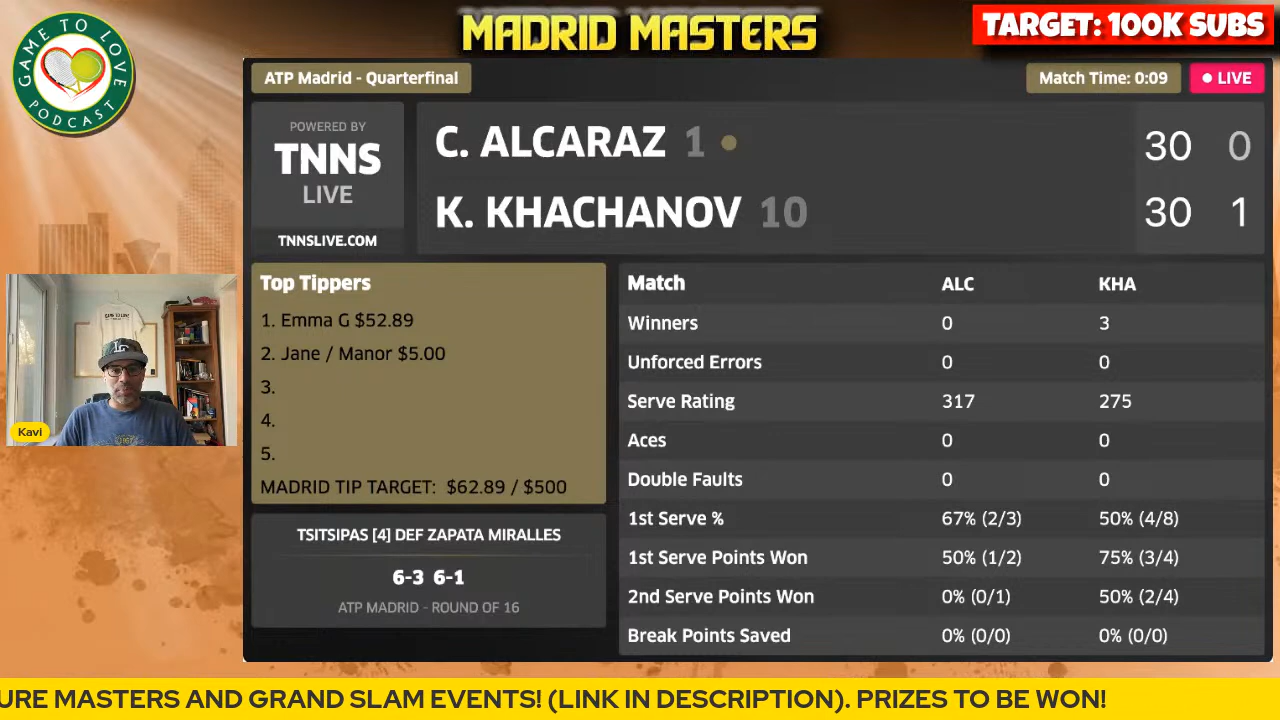 GAME TO LOVE
PODCAST
MADRID MASTERS
TARGET: 100K SUBS
ATP Madrid - Quarterfinal
Match Time: 0:09
LIVE
POWERED BY
TNNS
LIVE
TNNSLIVE.COM
C. ALCARAZ 1 30 0
K. KHACHANOV 10 30 1
Kavi
Top Tippers
1. Emma G $52.89
2. Jane / Manor $5.00
3.
4.
5.
MADRID TIP TARGET: $62.89 / $500
TSITSIPAS [4] DEF ZAPATA MIRALLES
6-3 6-1
ATP MADRID - ROUND OF 16
Match ALC KHA
Winners 0 3
Unforced Errors 0 0
Serve Rating 317 275
Aces 0 0
Double Faults 0 0
1st Serve % 67% (2/3) 50% (4/8)
1st Serve Points Won 50% (1/2) 75% (3/4)
2nd Serve Points Won 0% (0/1) 50% (2/4)
Break Points Saved 0% (0/0) 0% (0/0)
URE MASTERS AND GRAND SLAM EVENTS! (LINK IN DESCRIPTION). PRIZES TO BE WON!